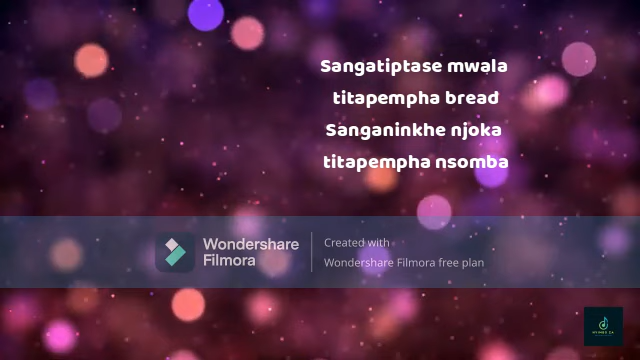 Sangatiptase mwala
titapempha bread
Sanganinkhe njoka
titapempha nsomba
Wondershare
Filmora
Created with
Wondershare Filmora free plan